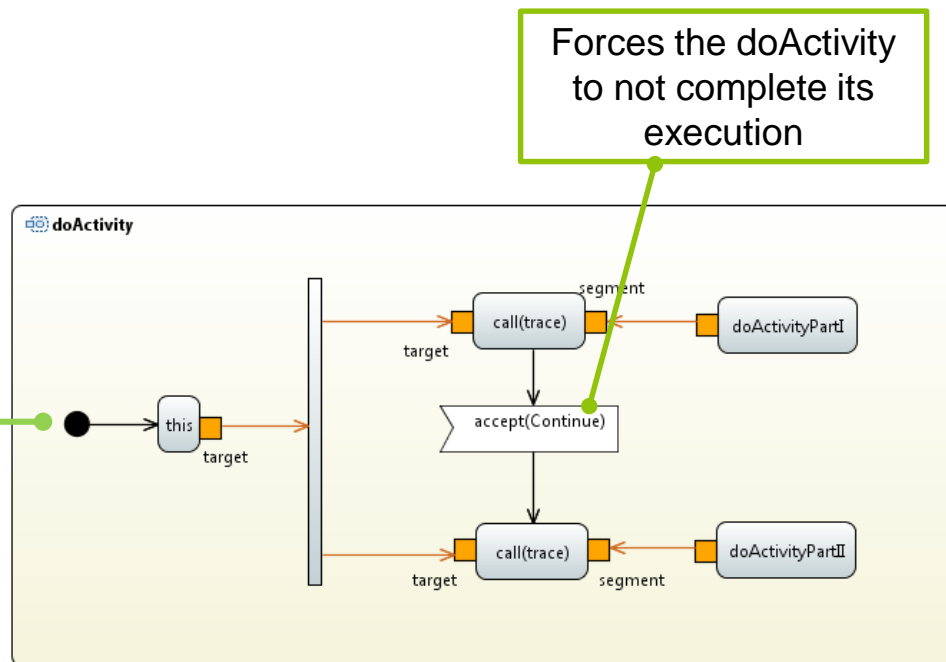 Forces the doActivity
to not complete its
execution
doActivity
segment
call(trace)
doActivityPartI
target
accept(Continue)
this
target
call(trace)
doActivityPartII
target
segment